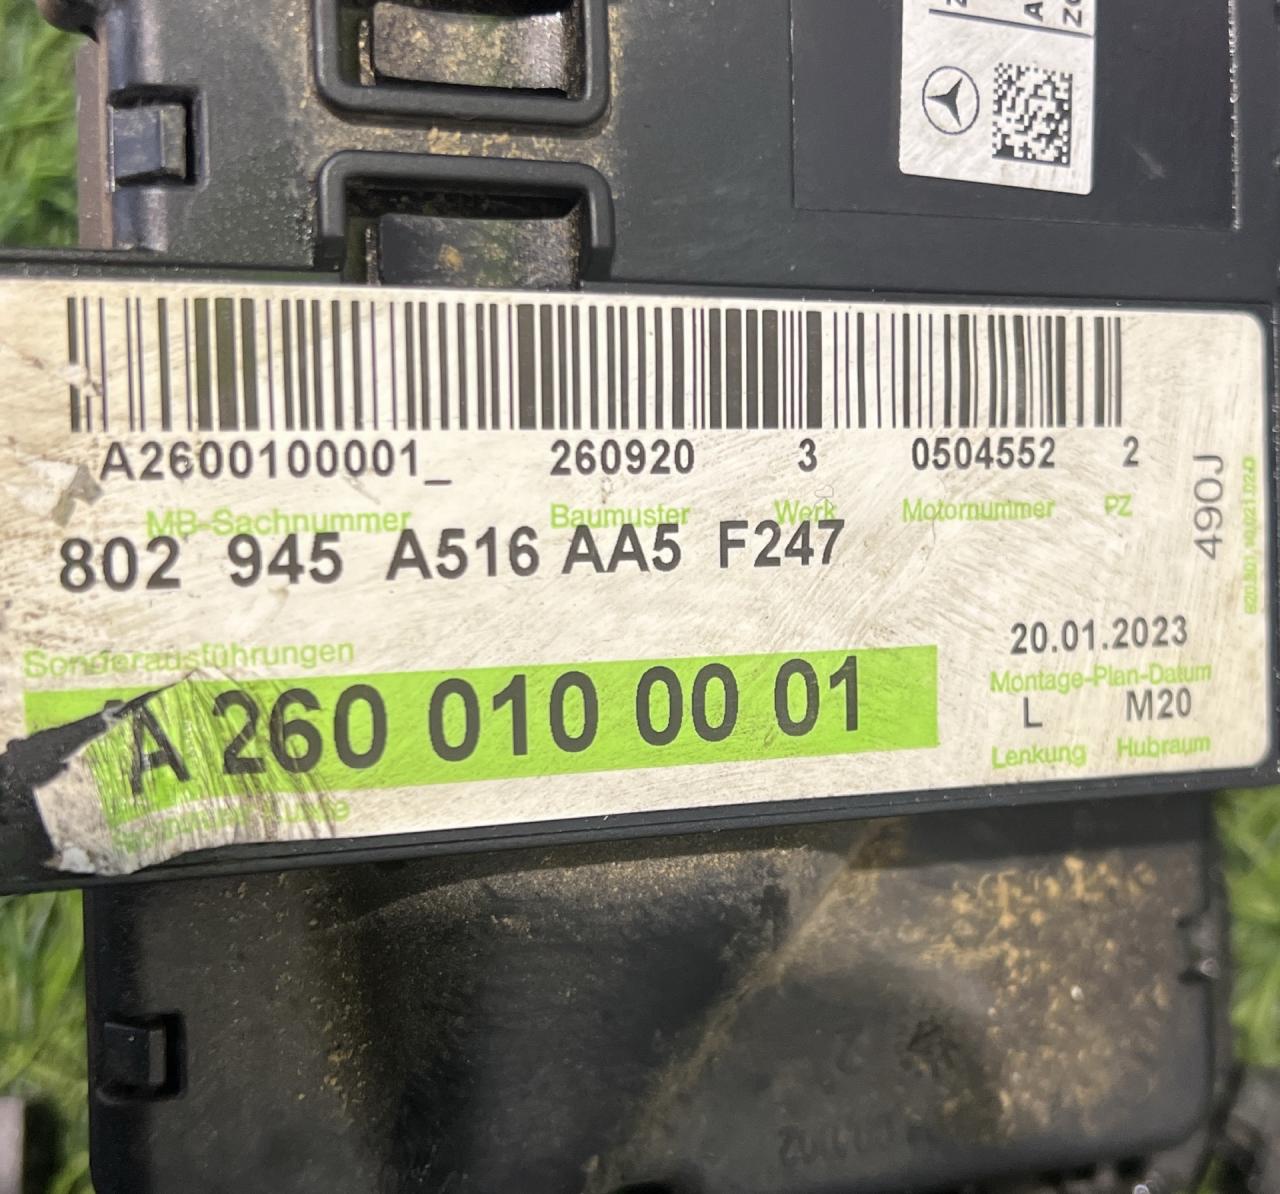 A2600100001_ 260920 3 0504552 2
MB-Sachnummer Baumuster Werk Motornummer PZ
802 945 A516 AA5 F247
490J
Sonderausführungen
20.01.2023
Montage-Plan-Datum
A 260 010 00 01
L M20
Lenkung Hubraum